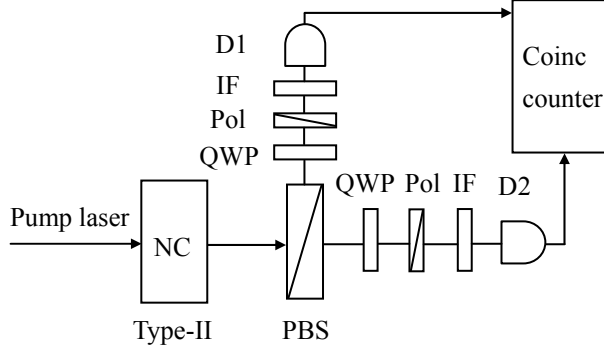 D1
Coinc
counter
IF
Pol
QWP
QWP
Pol
IF
D2
Pump laser
NC
Type-II
PBS